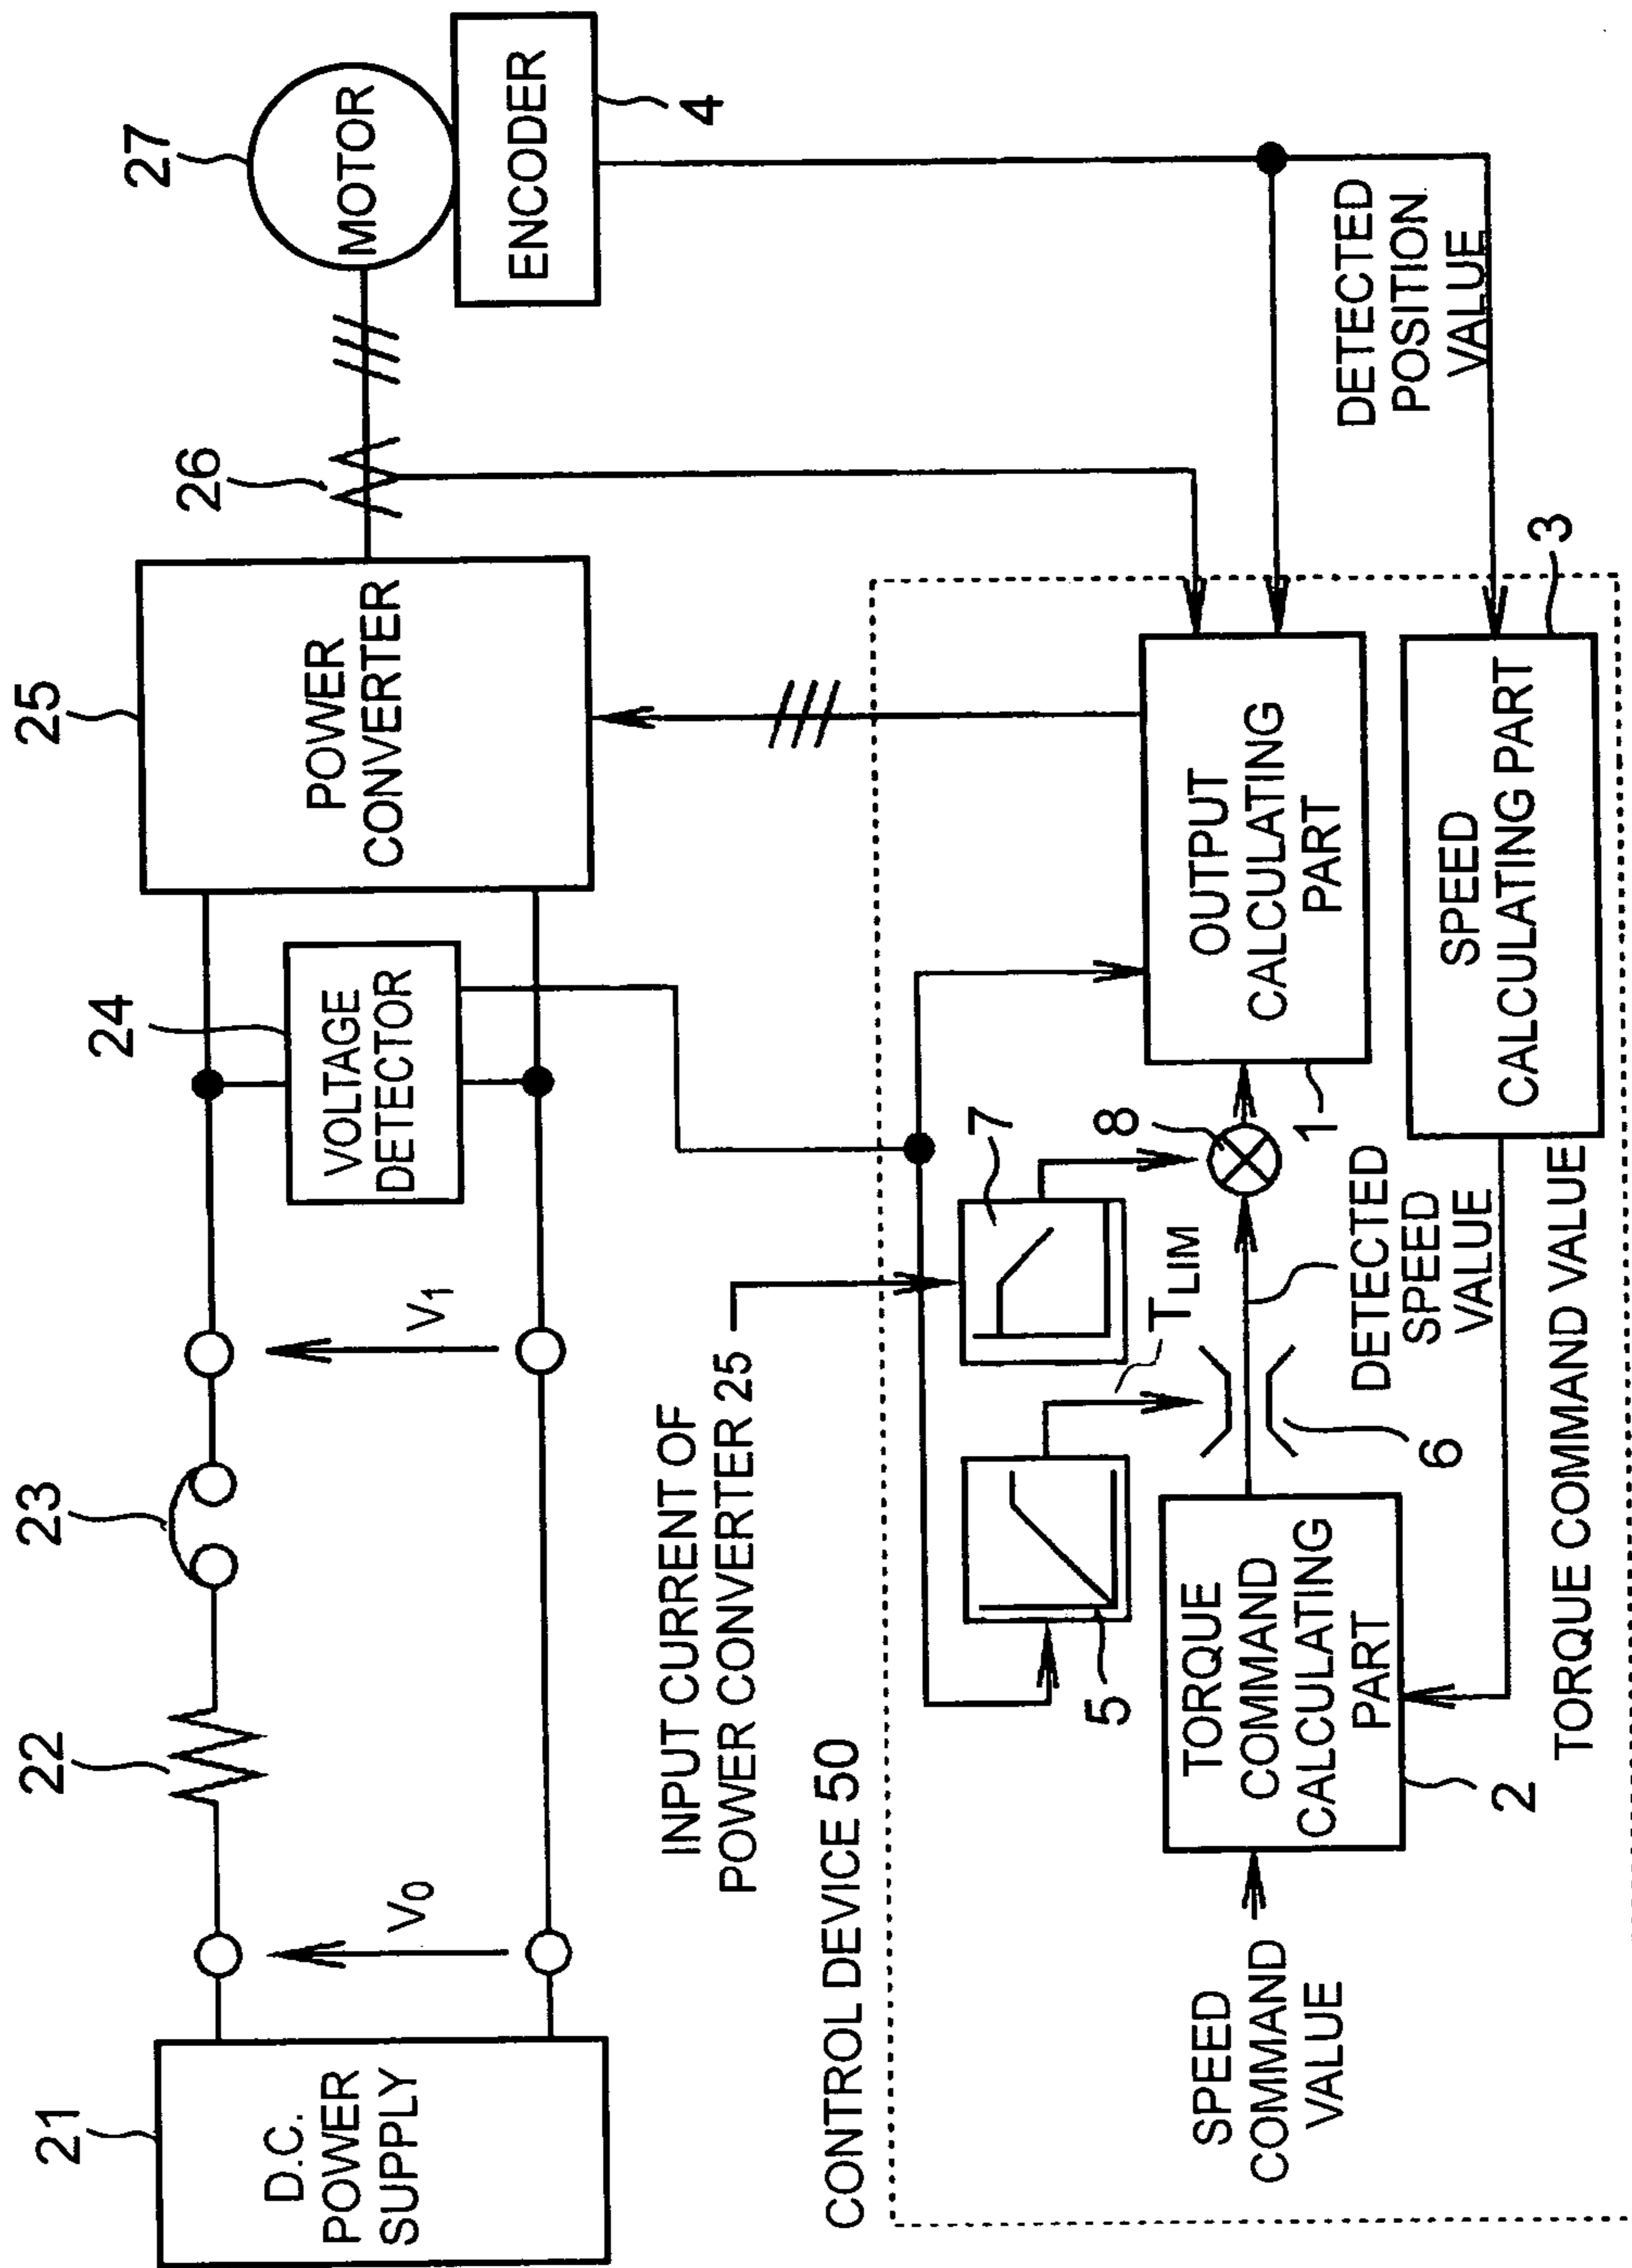 21
D.C.
POWER
SUPPLY
V0
22
23
V1
24
VOLTAGE
DETECTOR
25
POWER
CONVERTER
26
27
MOTOR
ENCODER
4
INPUT CURRENT OF
POWER CONVERTER 25
CONTROL DEVICE 50
SPEED
COMMAND
VALUE
TORQUE
COMMAND
CALCULATING
PART
2
5
TLIM
6
7
8
DETECTED
SPEED
VALUE
TORQUE COMMAND VALUE
OUTPUT
CALCULATING
PART
1
SPEED
CALCULATING PART
3
DETECTED
POSITION
VALUE